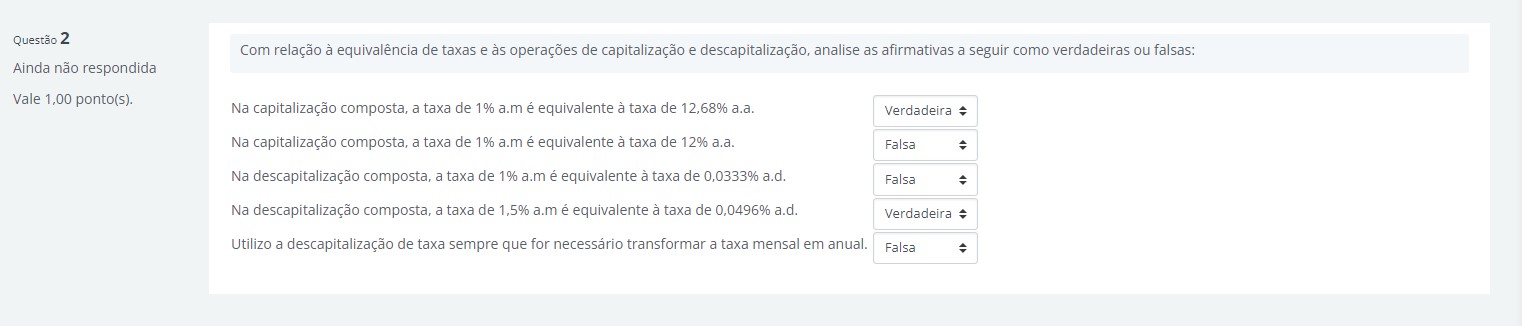 Questão 2
Ainda não respondida
Vale 1,00 ponto(s).
Com relação à equivalência de taxas e às operações de capitalização e descapitalização, analise as afirmativas a seguir como verdadeiras ou falsas:
Na capitalização composta, a taxa de 1% a.m é equivalente à taxa de 12,68% a.a. Verdadeira
Na capitalização composta, a taxa de 1% a.m é equivalente à taxa de 12% a.a. Falsa
Na descapitalização composta, a taxa de 1% a.m é equivalente à taxa de 0,0333% a.d. Falsa
Na descapitalização composta, a taxa de 1,5% a.m é equivalente à taxa de 0,0496% a.d. Verdadeira
Utilizo a descapitalização de taxa sempre que for necessário transformar a taxa mensal em anual. Falsa